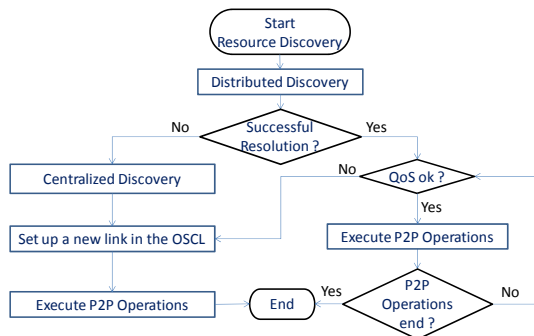 Start
Resource Discovery
Distributed Discovery
No
Successful
Resolution ?
Yes
Centralized Discovery
No
QoS ok ?
Yes
Set up a new link in the OSCL
Execute P2P Operations
Execute P2P Operations
End
Yes
P2P
Operations
end ?
No